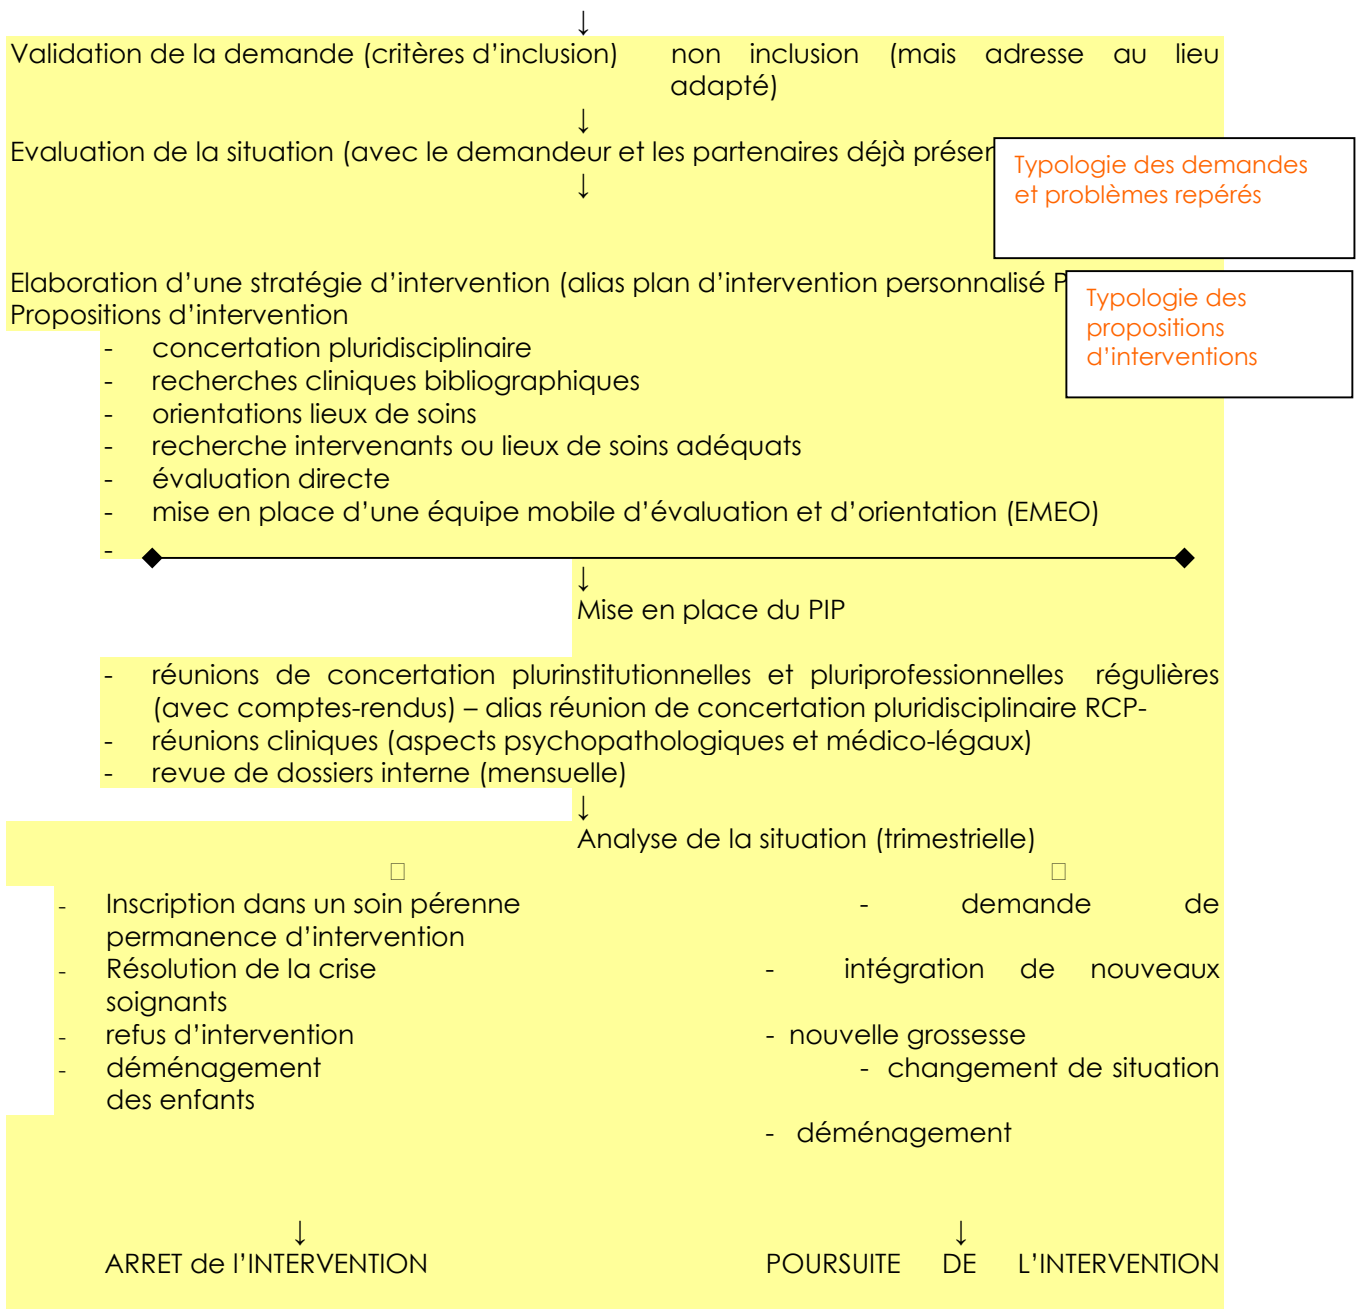 ↓
Validation de la demande (critères d’inclusion) non inclusion (mais adresse au lieu
adapté)
↓
Evaluation de la situation (avec le demandeur et les partenaires déjà
Typologie des demandes
et problèmes repérés
↓
Elaboration d’une stratégie d’intervention (alias plan d’intervention personnalisé
Propositions d’intervention
Typologie des
propositions
d’interventions
- concertation pluridisciplinaire
- recherches cliniques bibliographiques
- orientations lieux de soins
- recherche intervenants ou lieux de soins adéquats
- évaluation directe
- mise en place d’une équipe mobile d’évaluation et d’orientation (EMEO)
-
↓
Mise en place du PIP
- réunions de concertation plurinstitutionnelles et pluriprofessionnelles régulières
(avec comptes-rendus) – alias réunion de concertation pluridisciplinaire RCP-
- réunions cliniques (aspects psychopathologiques et médico-légaux)
- revue de dossiers interne (mensuelle)
↓
Analyse de la situation (trimestrielle)
- Inscription dans un soin pérenne - demande de
permanence d’intervention
- Résolution de la crise - intégration de nouveaux
soignants
- refus d’intervention - nouvelle grossesse
- déménagement - changement de situation
des enfants
- déménagement
↓ ↓
ARRET de l’INTERVENTION POURSUITE DE L’INTERVENTION